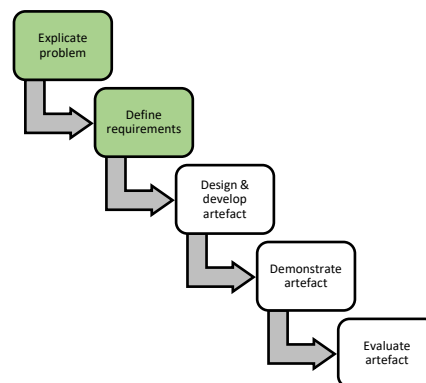 Explicate
problem
Define
requirements
Design &
develop
artefact
Demonstrate
artefact
Evaluate
artefact